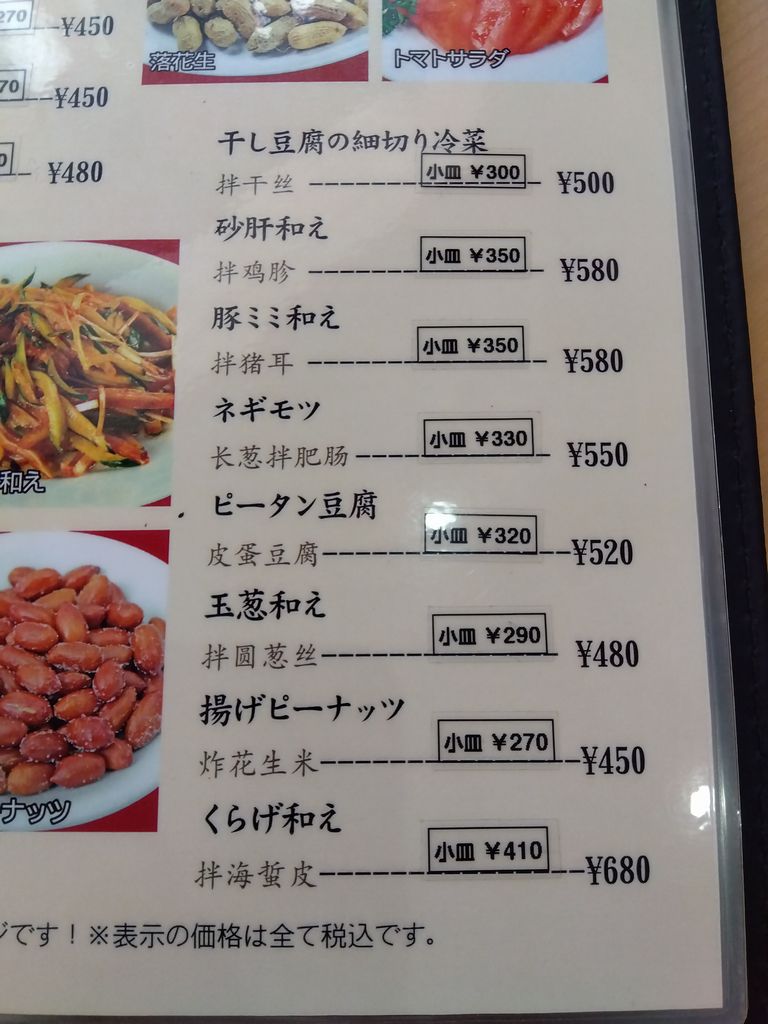 270 ¥450
落花生
トマトサラダ
70 ¥450
0 ¥480
干し豆腐の細切り冷菜
拌干丝 小皿 ¥300 ¥500
砂肝和え
拌鸡胗 小皿 ¥350 ¥580
豚ミミ和え
拌猪耳 小皿 ¥350 ¥580
ネギモツ
长葱拌肥肠 小皿 ¥330 ¥550
和え
ピータン豆腐
皮蛋豆腐 小皿 ¥320 ¥520
玉葱和え
拌圆葱丝 小皿 ¥290 ¥480
揚げピーナッツ
炸花生米 小皿 ¥270 ¥450
ナッツ
くらげ和え
拌海蜇皮 小皿 ¥410 ¥680
です！※表示の価格は全て税込です。